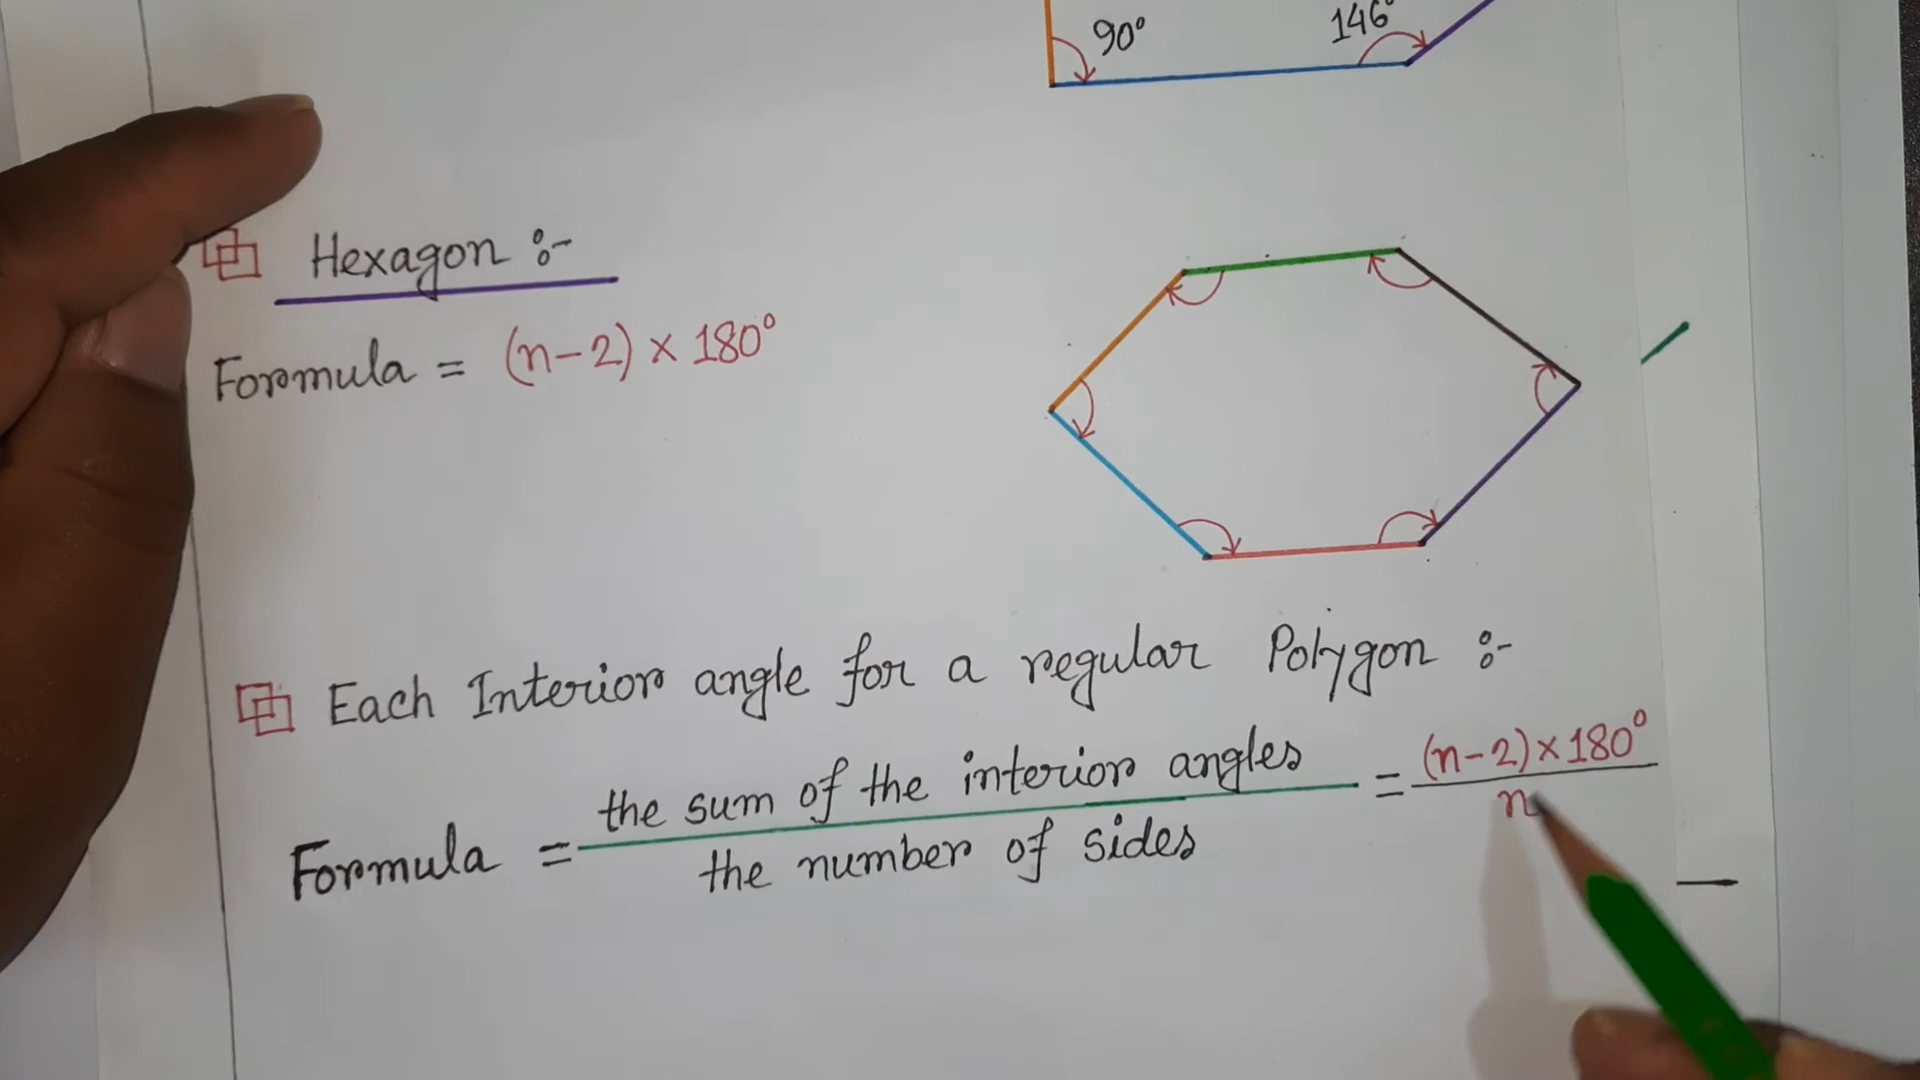 90° 146°
Hexagon :-
Formula = (n-2) × 180°
Each Interior angle for a regular Polygon :-
Formula = the sum of the interior angles / the number of sides = (n-2)×180° / n